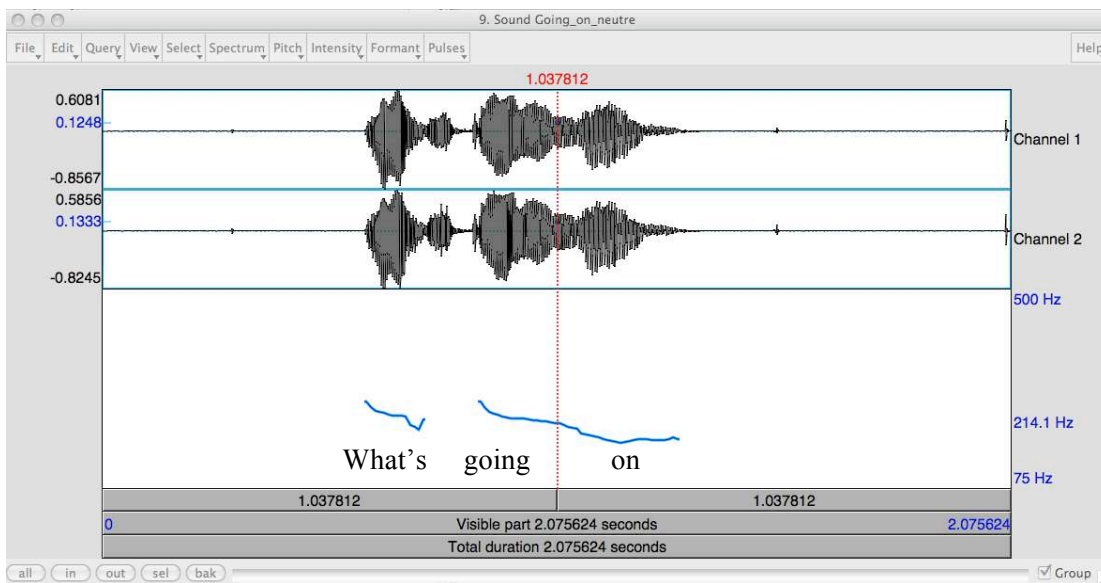 9. Sound Going_on_neutre
File Edit Query View Select Spectrum Pitch Intensity Formant Pulses Help
1.037812
0.6081
0.1248
Channel 1
-0.8567
0.5856
0.1333
Channel 2
-0.8245
500 Hz
214.1 Hz
What's going on
75 Hz
1.037812 1.037812
0 Visible part 2.075624 seconds 2.075624
Total duration 2.075624 seconds
all in out sel bak Group